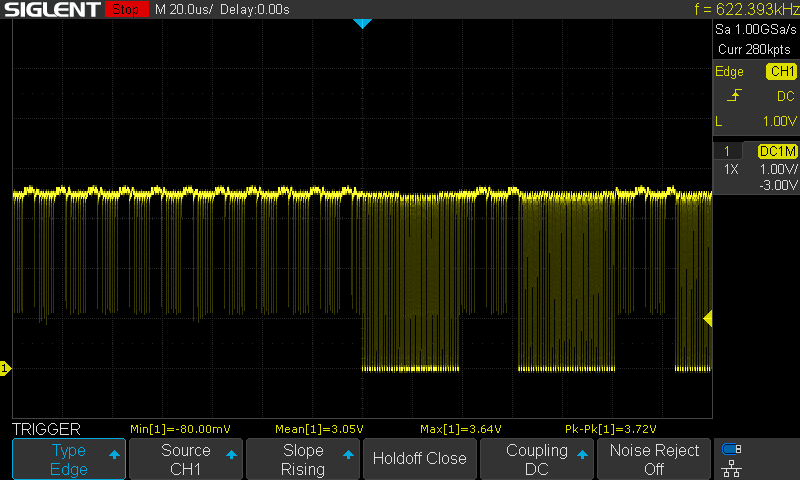 SIGLENT Stop M 20.0us/ Delay:0.00s f = 622.393kHz
Sa 1.00GSa/s
Curr 280kpts
Edge CH1
DC
L 1.00V
1 DC1M
1X 1.00V/
-3.00V
1
TRIGGER Min[1]=-80.00mV Mean[1]=3.05V Max[1]=3.64V Pk-Pk[1]=3.72V
Type Source Slope Holdoff Close Coupling Noise Reject
Edge CH1 Rising DC Off